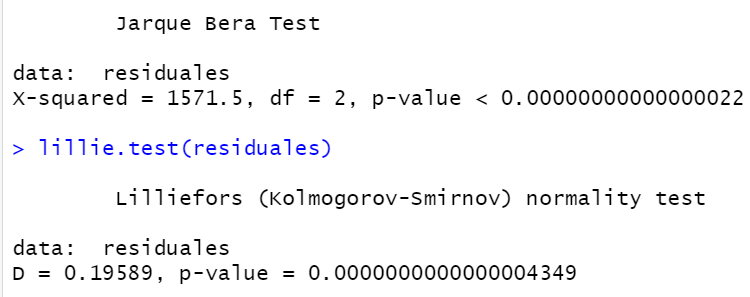 Jarque Bera Test
data:  residuales
X-squared = 1571.5, df = 2, p-value < 0.00000000000000022
> lillie.test(residuales)
Lilliefors (Kolmogorov-Smirnov) normality test
data:  residuales
D = 0.19589, p-value = 0.0000000000000004349